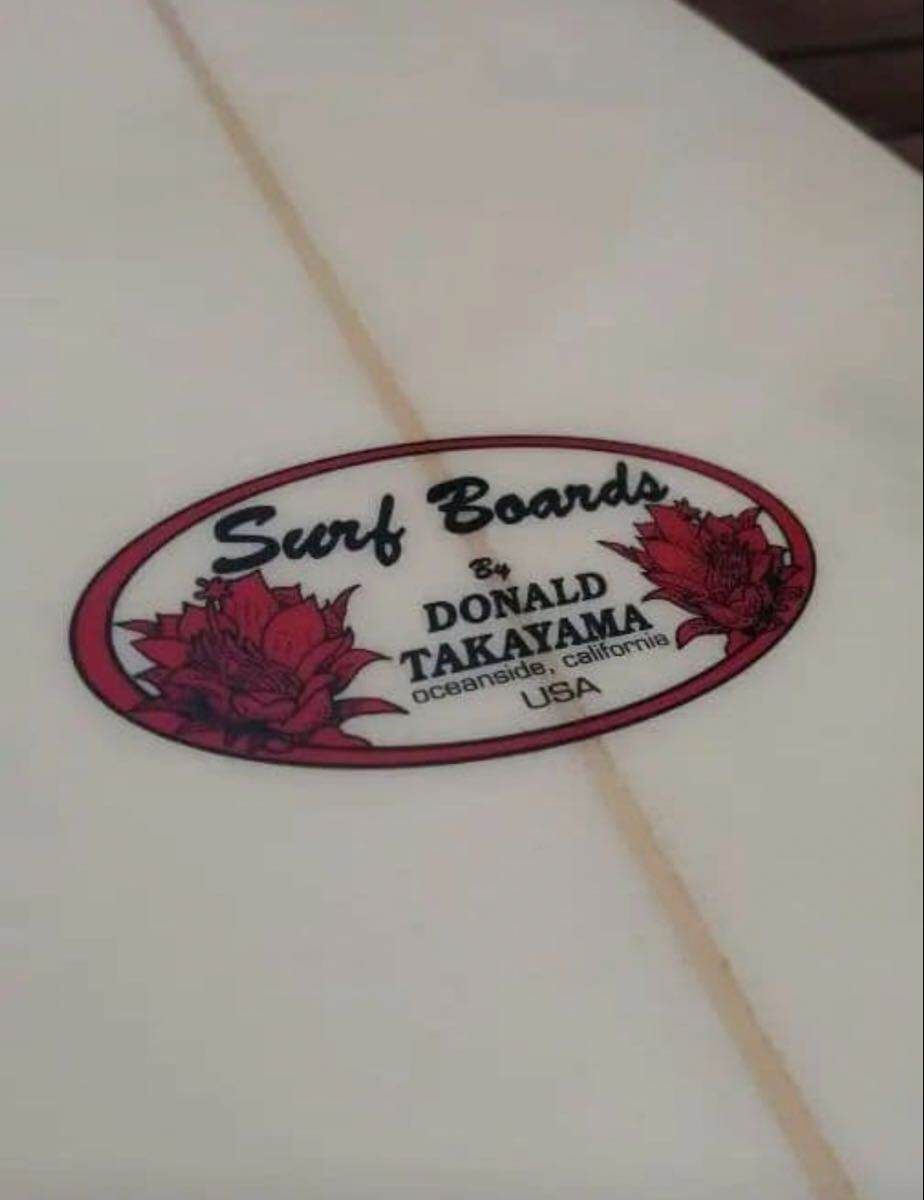 Surf Boards
By
DONALD
TAKAYAMA
oceanside, california
USA